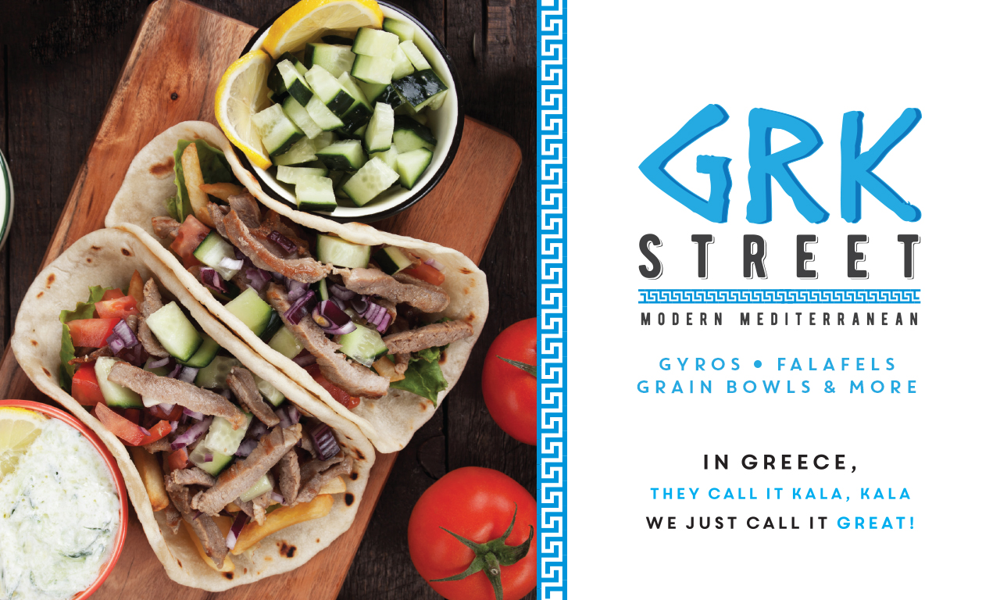 GRK
STREET
MODERN MEDITERRANEAN
GYROS • FALAFELS
GRAIN BOWLS & MORE
IN GREECE,
THEY CALL IT KALA, KALA
WE JUST CALL IT GREAT!